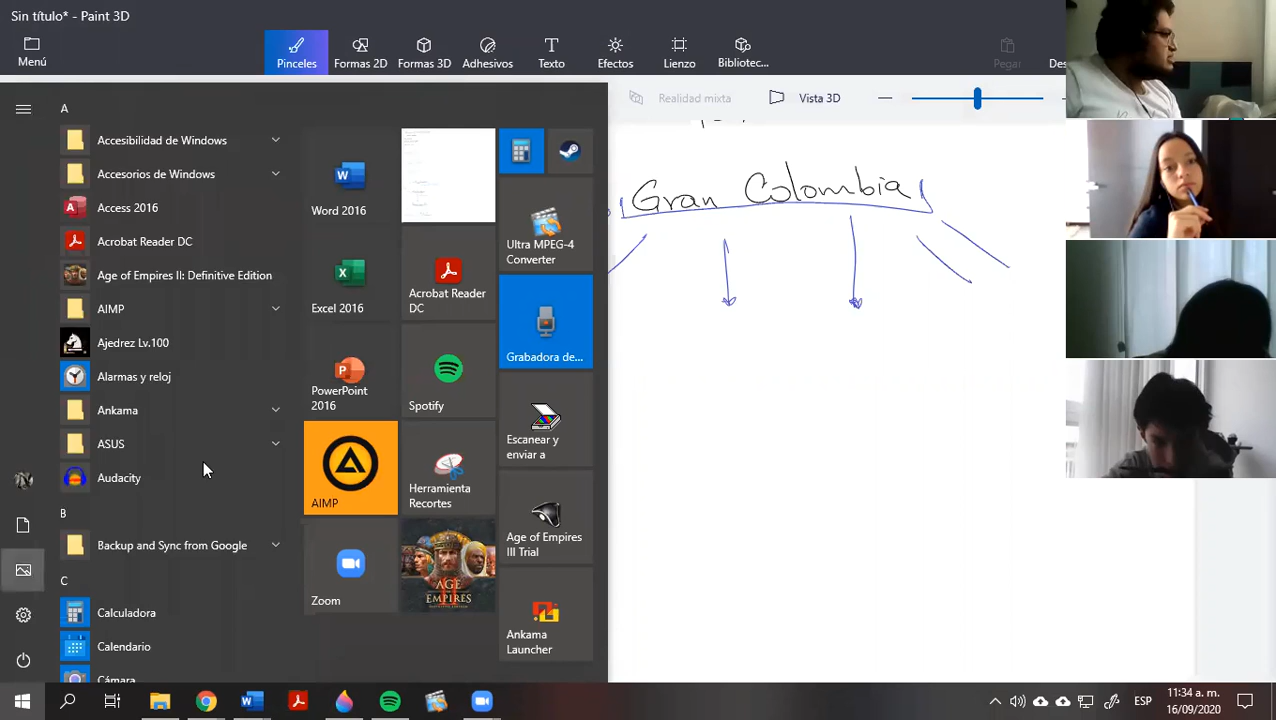 Sin título* - Paint 3D
Menú
Pinceles
Formas 2D
Formas 3D
Adhesivos
Texto
Efectos
Lienzo
Bibliotec...
Pegar
Des
Realidad mixta
Vista 3D
A
Accesibilidad de Windows
Accesorios de Windows
Access 2016
Acrobat Reader DC
Age of Empires II: Definitive Edition
AIMP
Ajedrez Lv.100
Alarmas y reloj
Ankama
ASUS
Audacity
B
Backup and Sync from Google
C
Calculadora
Calendario
Cámara
Word 2016
Excel 2016
PowerPoint
2016
AIMP
Zoom
Acrobat Reader
DC
Spotify
Herramienta
Recortes
AGE
EMPIRES
Ultra MPEG-4
Converter
Grabadora de...
Escanear y
enviar a
Age of Empires
III Trial
Ankama
Launcher
Gran Colombia
ESP
11:34 a. m.
16/09/2020